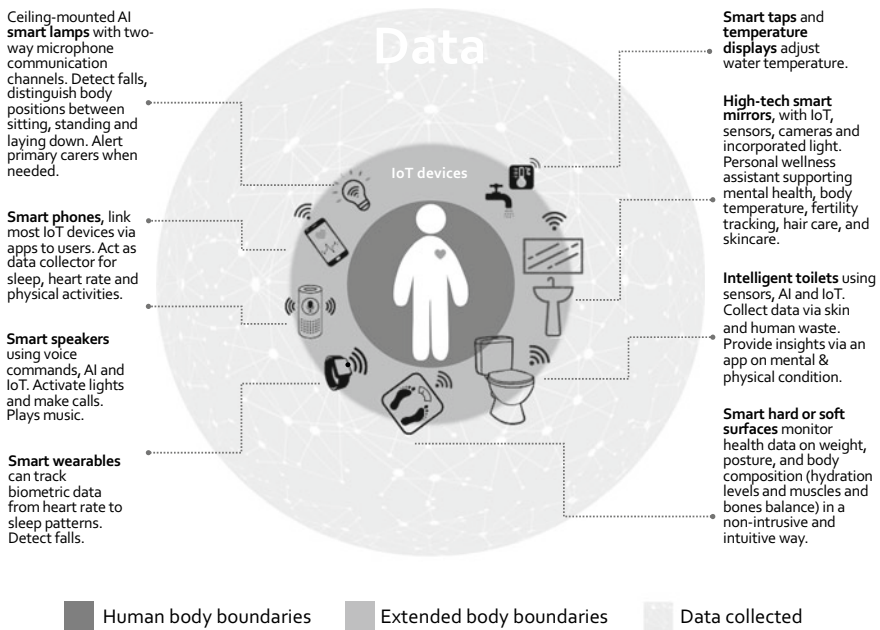 Ceiling-mounted AI
smart lamps with two-
way microphone
communication
channels. Detect falls,
distinguish body
positions between
sitting, standing and
laying down. Alert
primary carers when
needed.
Smart phones, link
most IoT devices via
apps to users. Act as
data collector for
sleep, heart rate and
physical activities.
Smart speakers
using voice
commands, AI and
IoT. Activate lights
and make calls.
Plays music.
Smart wearables
can track
biometric data
from heart rate to
sleep patterns.
Detect falls.
Data
IoT devices
Smart taps and
temperature
displays adjust
water temperature.
High-tech smart
mirrors, with IoT,
sensors, cameras and
incorporated light.
Personal wellness
assistant supporting
mental health, body
temperature, fertility
tracking, hair care, and
skincare.
Intelligent toilets using
sensors, AI and IoT.
Collect data via skin
and human waste.
Provide insights via an
app on mental &
physical condition.
Smart hard or soft
surfaces monitor
health data on weight,
posture, and body
composition (hydration
levels and muscles and
bones balance) in a
non-intrusive and
intuitive way.
Human body boundaries
Extended body boundaries
Data collected